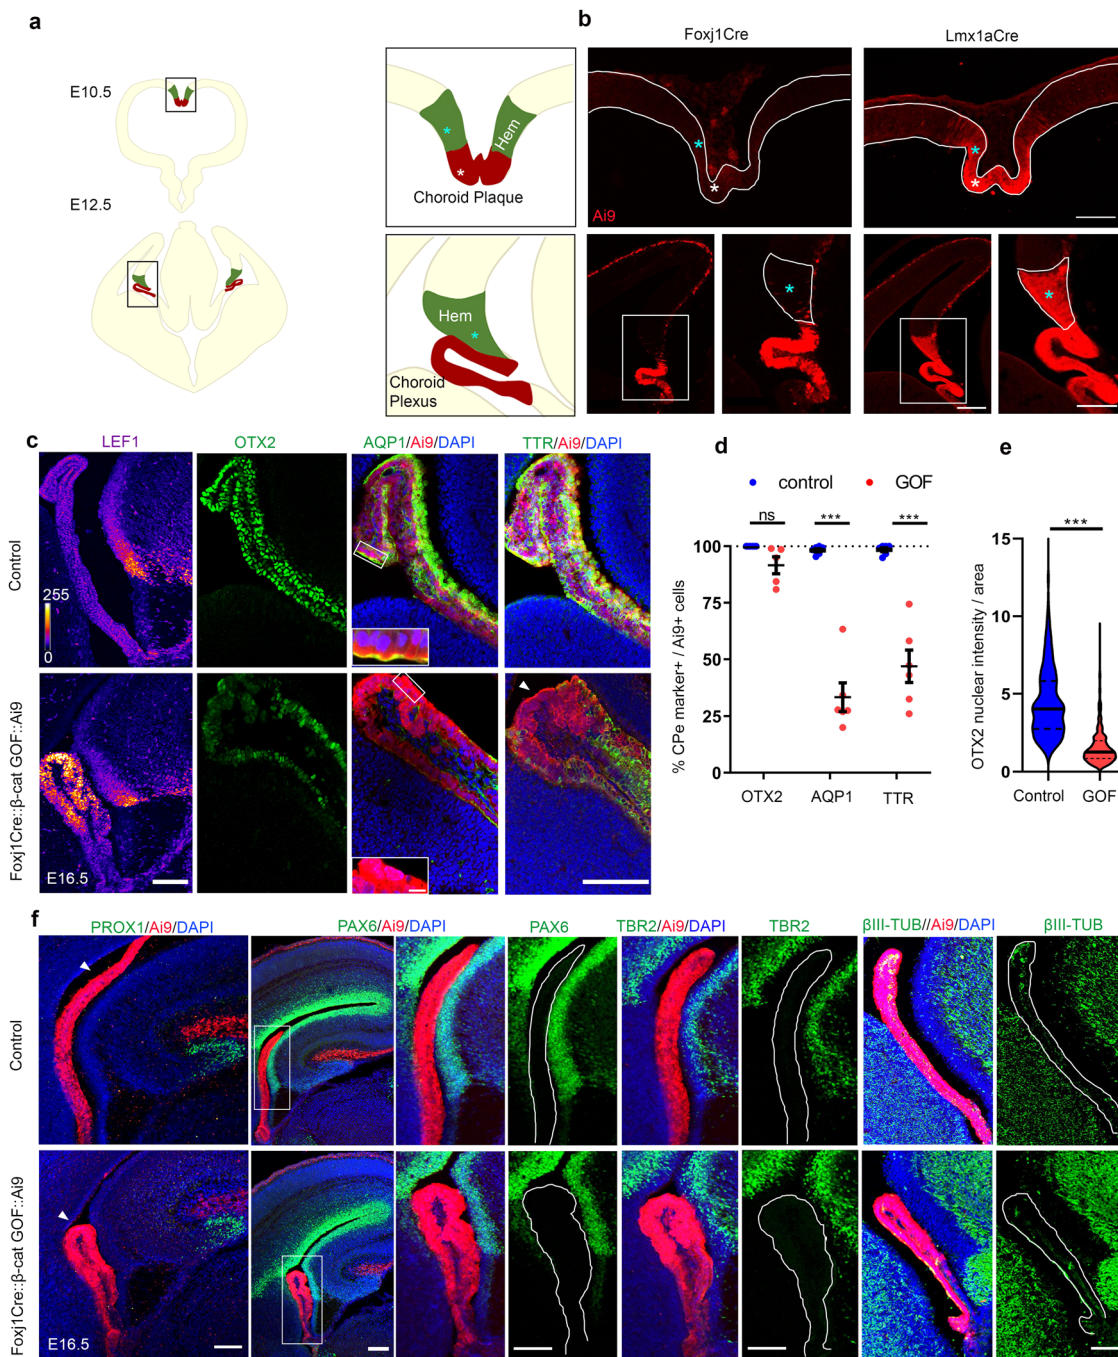 a
E10.5
E12.5
*
Hem
*
Choroid Plaque
Hem
*
Choroid
Plexus
b
Foxj1Cre
Lmx1aCre
*
*
Ai9
*
*
*
*
c
LEF1
OTX2
AQP1/Ai9/DAPI
TTR/Ai9/DAPI
Control
255
0
Foxj1Cre::β-cat GOF::Ai9
E16.5
d
control
GOF
ns
***
***
% CPe marker+ / Ai9+ cells
100
75
50
25
0
OTX2
AQP1
TTR
e
***
OTX2 nuclear intensity / area
15
10
5
0
Control
GOF
f
PROX1/Ai9/DAPI
PAX6/Ai9/DAPI
PAX6
TBR2/Ai9/DAPI
TBR2
βIII-TUB//Ai9/DAPI
βIII-TUB
Control
Foxj1Cre::β-cat GOF::Ai9
E16.5